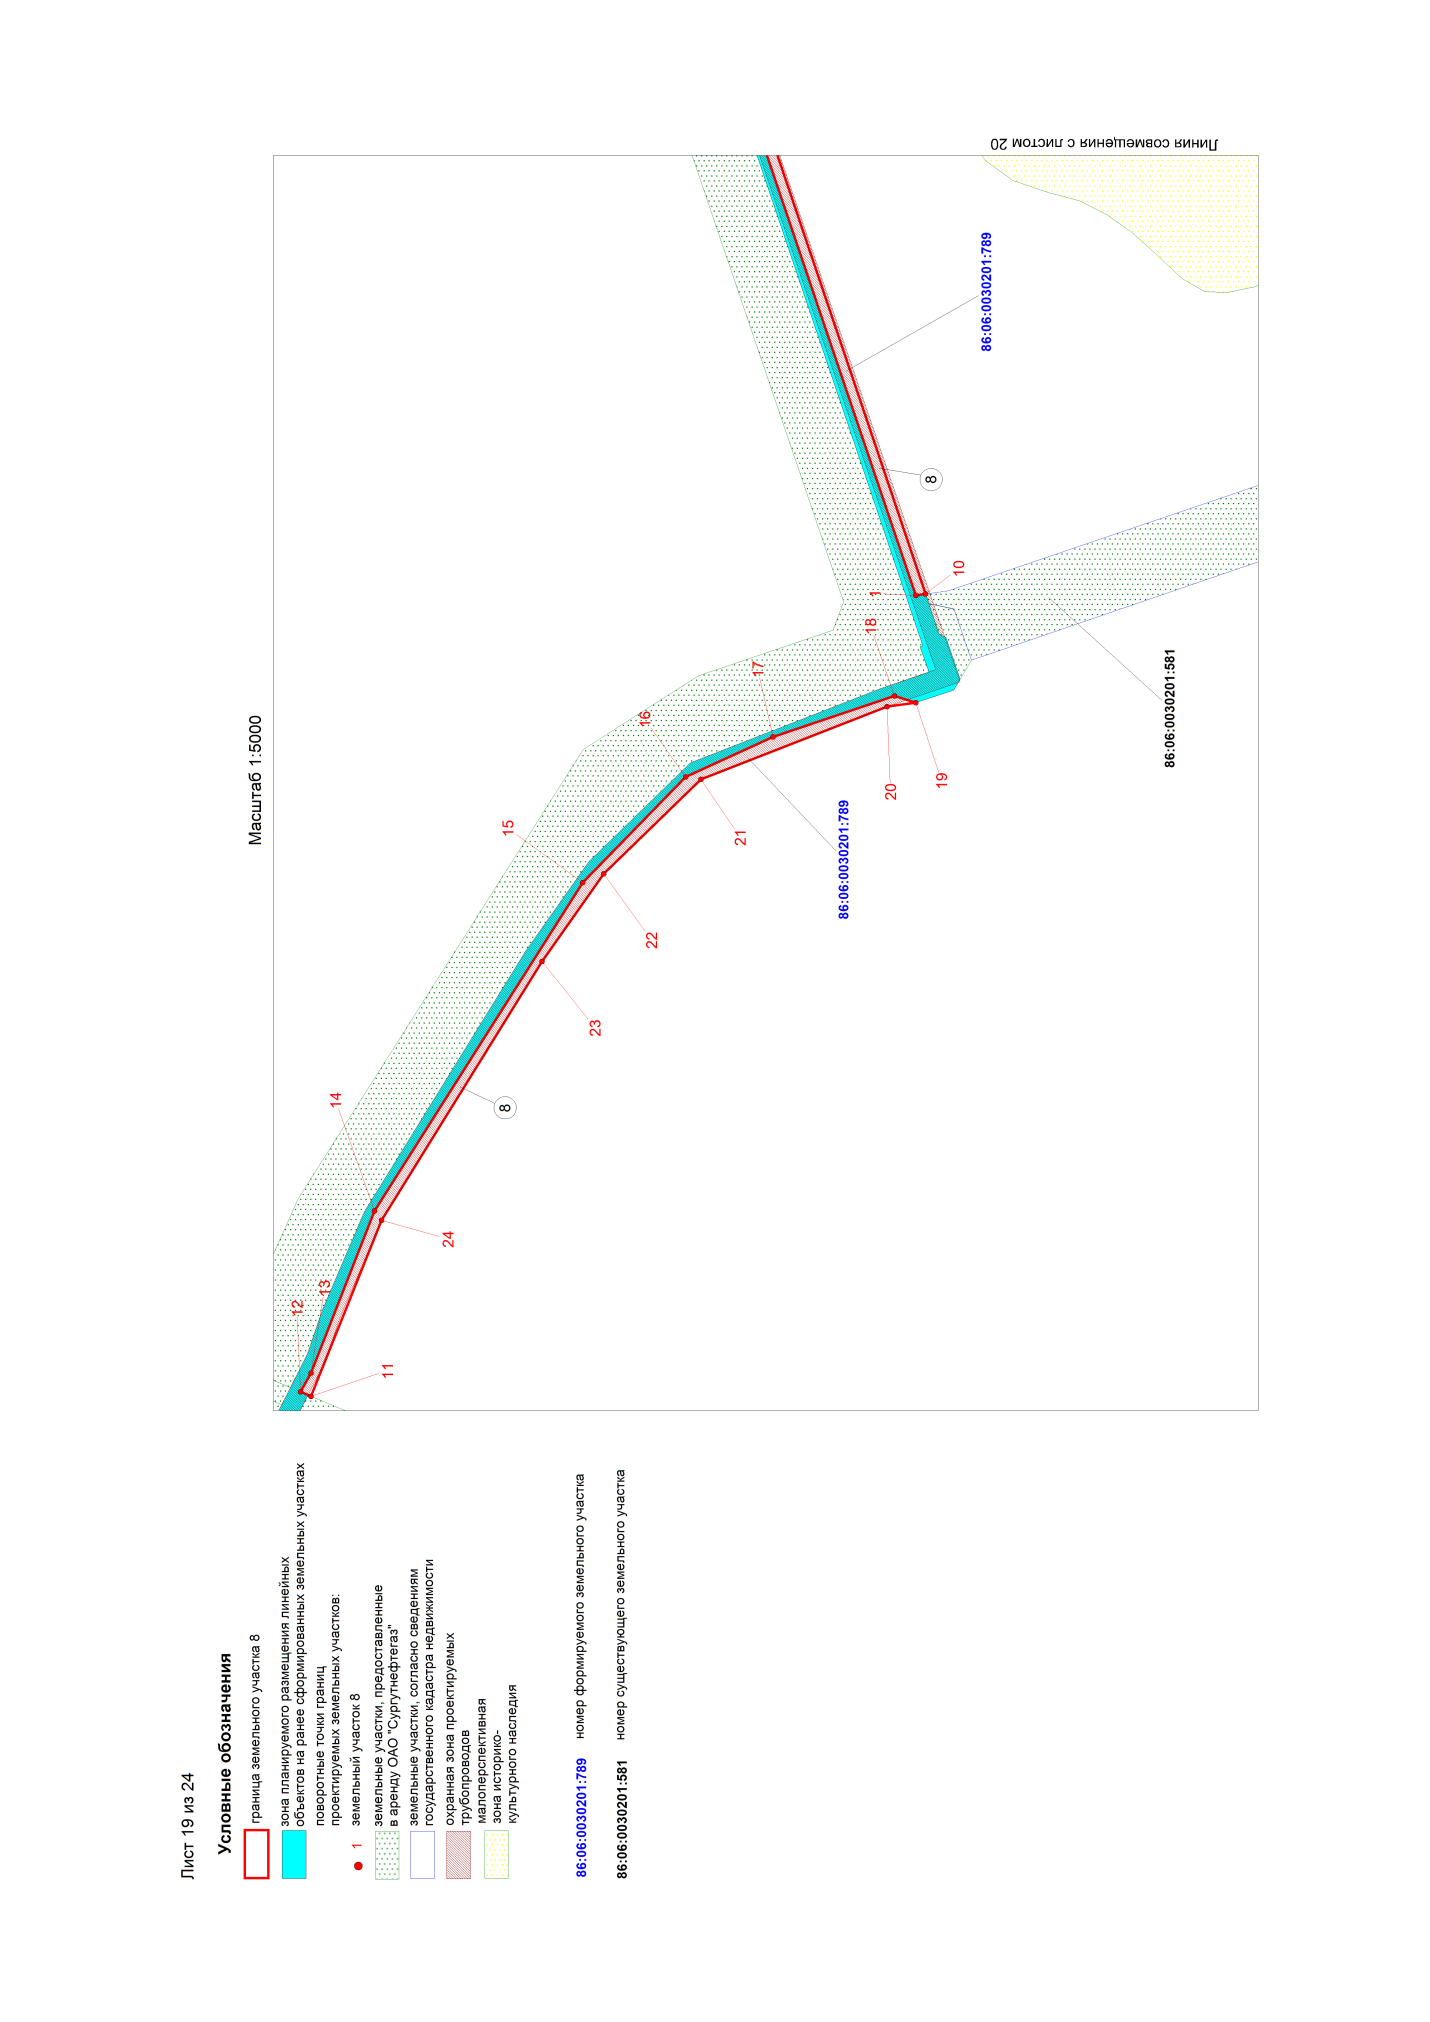 Лист 19 из 24
Условные обозначения
граница земельного участка 8
зона планируемого размещения линейных
объектов на ранее сформированных земельных участках
поворотные точки границ
проектируемых земельных участков:
1
земельный участок 8
земельные участки, предоставленные
в аренду ОАО "Сургутнефтегаз"
земельные участки, согласно сведениям
государственного кадастра недвижимости
охранная зона проектируемых
трубопроводов
малоперспективная
зона историко-
культурного наследия
86:06:0030201:789
номер формируемого земельного участка
86:06:0030201:581
номер существующего земельного участка
Масштаб 1:5000
12
13
11
14
24
8
23
15
22
16
21
86:06:0030201:789
17
18
20
19
1
10
8
86:06:0030201:789
86:06:0030201:581
Линия совмещения с листом 20